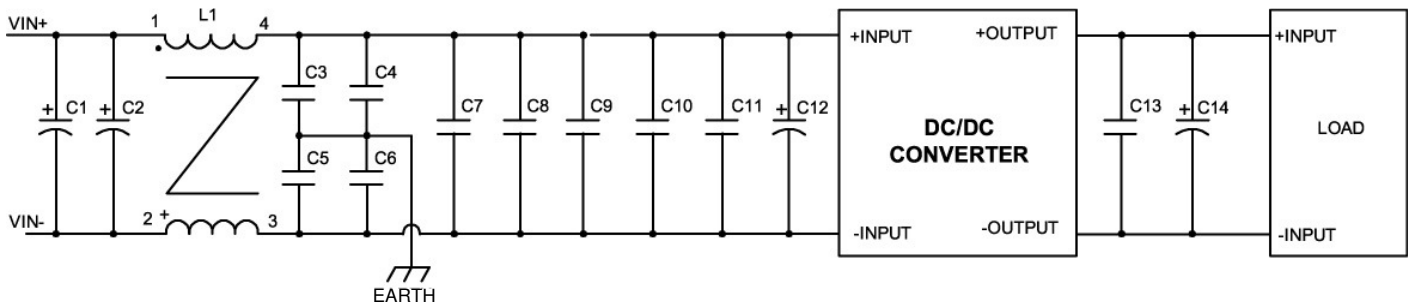 VIN+
1
L1
4
+INPUT
+OUTPUT
+INPUT
C3
C4
+
C1
+
C2
C7
C8
C9
C10
C11
+
C12
DC/DC
CONVERTER
C13
+
C14
LOAD
C5
C6
VIN-
2
+
3
-INPUT
-OUTPUT
-INPUT
EARTH